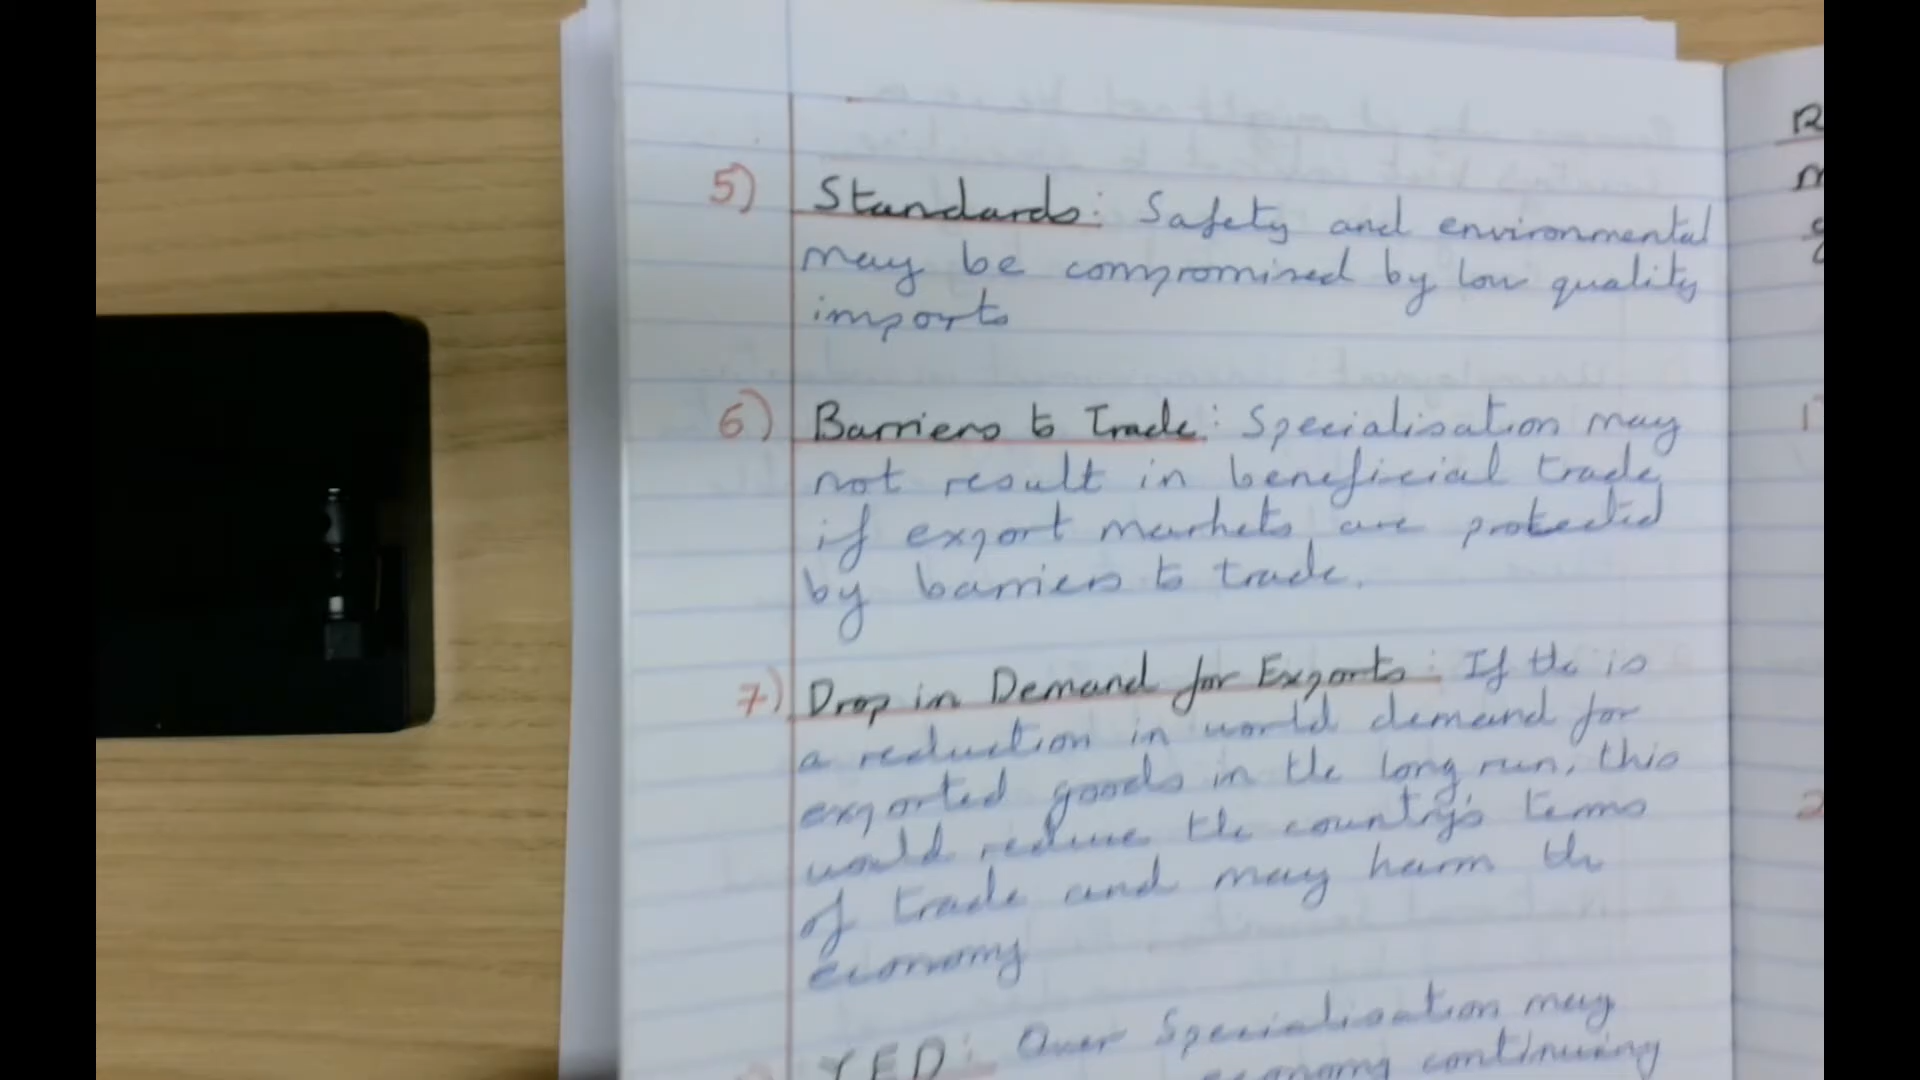 5) Standards: Safety and environmental
may be compromised by low quality
imports
6) Barriers to Trade: Specialisation may
not result in beneficial trade
if export markets are protected
by barriers to trade.
7) Drop in Demand for Exports: If the is
a reduction in world demand for
exported goods in the long run, this
would reduce the country's terms
of trade and may harm the
economy
YED: Over Specialisation may
economy continuing